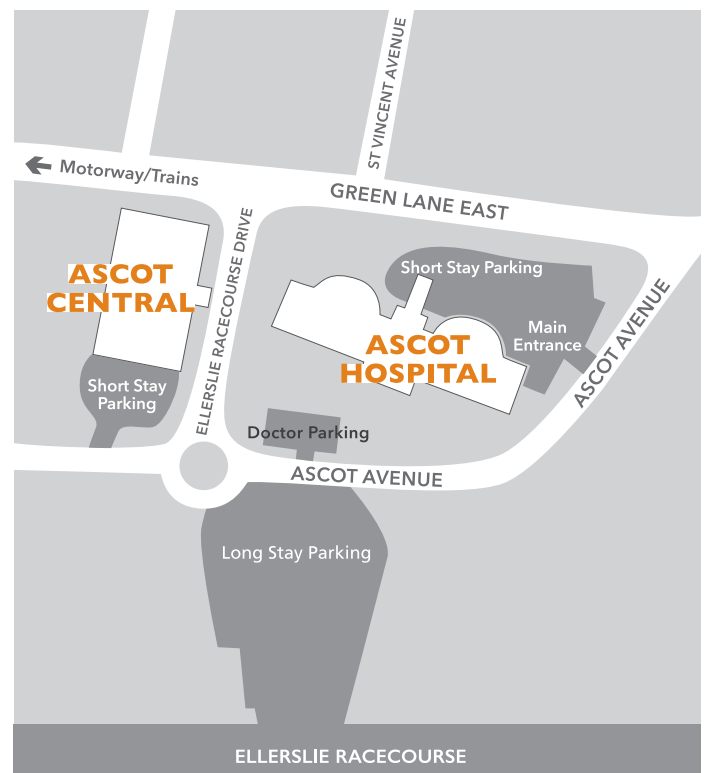 ST VINCENT AVENUE
Motorway/Trains
GREEN LANE EAST
ELLERSLIE RACECOURSE DRIVE
ASCOT
CENTRAL
Short Stay Parking
Main
Entrance
ASCOT AVENUE
ASCOT
HOSPITAL
Short Stay
Parking
Doctor Parking
ASCOT AVENUE
Long Stay Parking
ELLERSLIE RACECOURSE